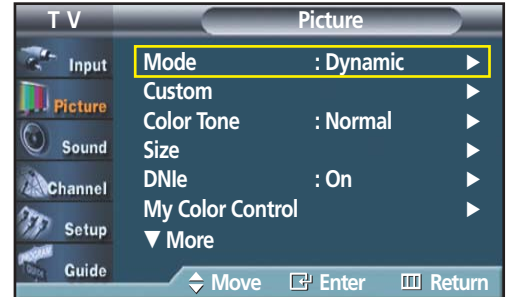 T V
Picture
Input
Picture
Sound
Channel
Setup
Guide
Mode : Dynamic ▶
Custom ▶
Color Tone : Normal ▶
Size ▶
DNIe : On ▶
My Color Control ▶
▼ More
Move Enter Return